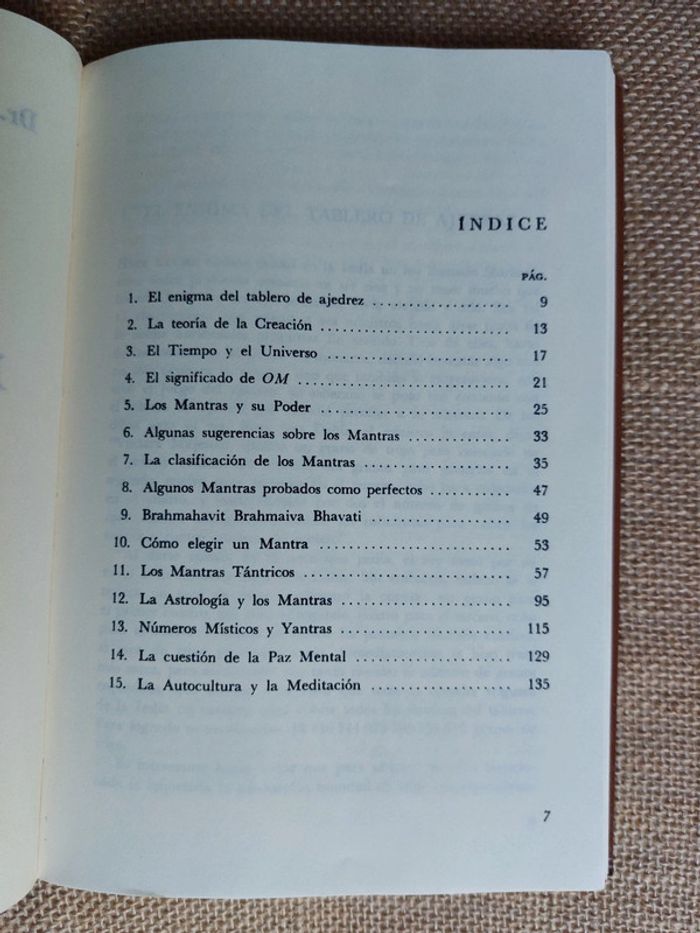 Dr.
ÍNDICE
PÁG.
1. El enigma del tablero de ajedrez ................ 9
2. La teoría de la Creación ................ 13
3. El Tiempo y el Universo ................ 17
4. El significado de OM ................ 21
5. Los Mantras y su Poder ................ 25
6. Algunas sugerencias sobre los Mantras ................ 33
7. La clasificación de los Mantras ................ 35
8. Algunos Mantras probados como perfectos ................ 47
9. Brahmahavit Brahmaiva Bhavati ................ 49
10. Cómo elegir un Mantra ................ 53
11. Los Mantras Tántricos ................ 57
12. La Astrología y los Mantras ................ 95
13. Números Místicos y Yantras ................ 115
14. La cuestión de la Paz Mental ................ 129
15. La Autocultura y la Meditación ................ 135
7